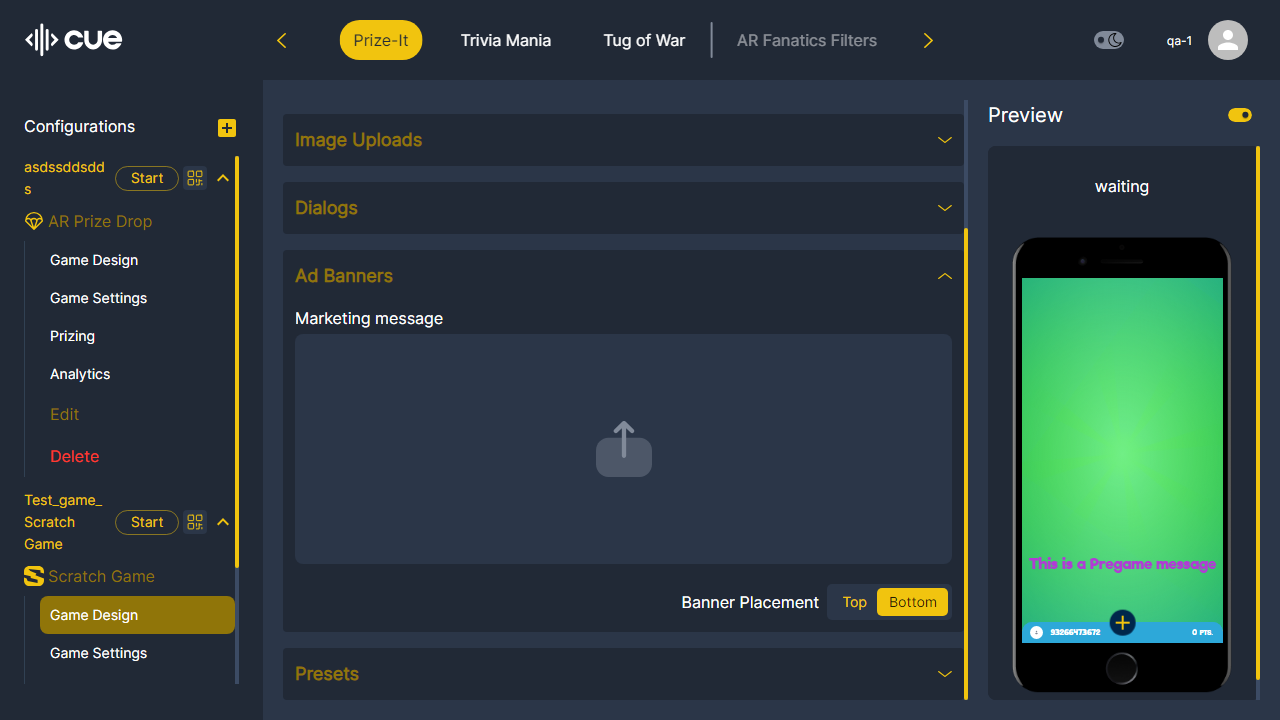 cue
Prize-It
Trivia Mania
Tug of War
AR Fanatics Filters
qa-1
Configurations
asdssddsdd
s
Start
AR Prize Drop
Game Design
Game Settings
Prizing
Analytics
Edit
Delete
Test_game_
Scratch
Game
Start
Scratch Game
Game Design
Game Settings
Image Uploads
Dialogs
Ad Banners
Marketing message
Banner Placement
Top
Bottom
Presets
Preview
waiting
This is a Pregame message
93266473672
0 PTS.